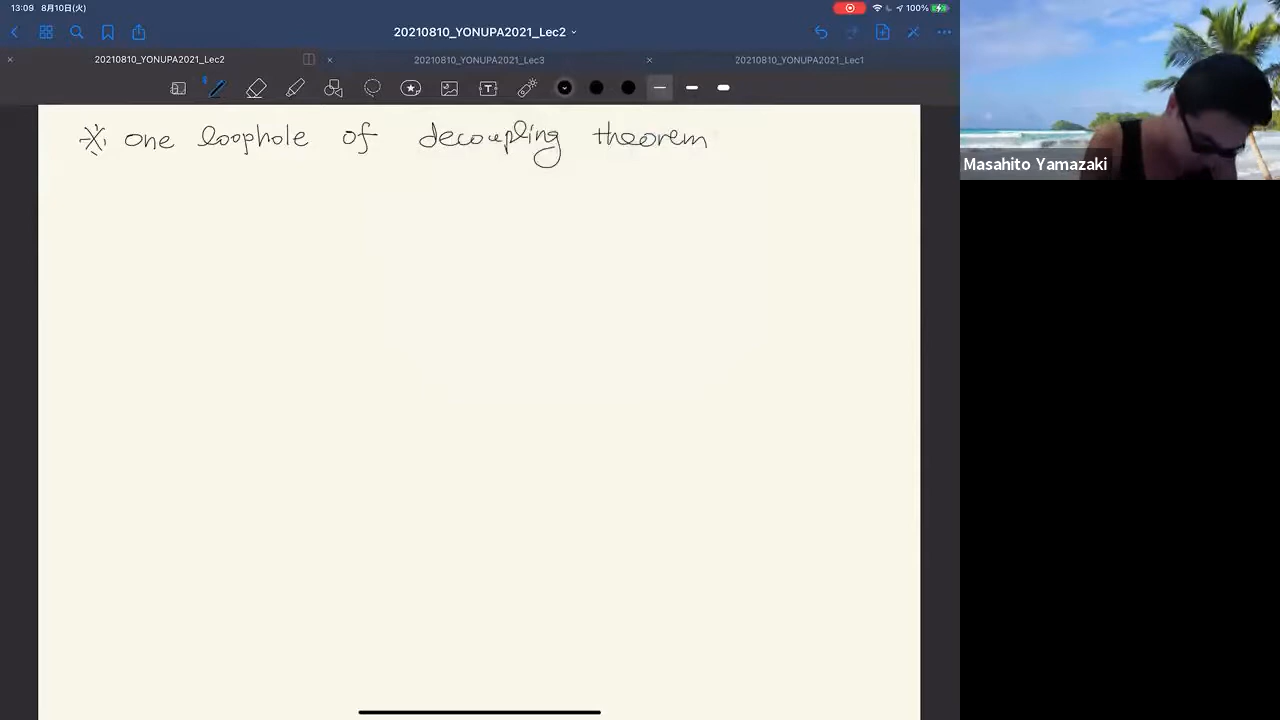 13:09 8月10日(火)
100%
20210810_YONUPA2021_Lec2
20210810_YONUPA2021_Lec2
20210810_YONUPA2021_Lec3
20210810_YONUPA2021_Lec1
※ one loophole of decoupling theorem
Masahito Yamazaki